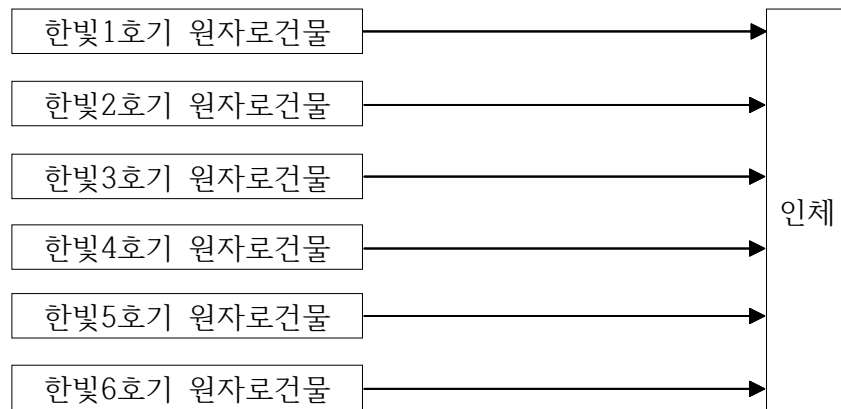 한빛1호기 원자로건물
한빛2호기 원자로건물
한빛3호기 원자로건물
인체
한빛4호기 원자로건물
한빛5호기 원자로건물
한빛6호기 원자로건물